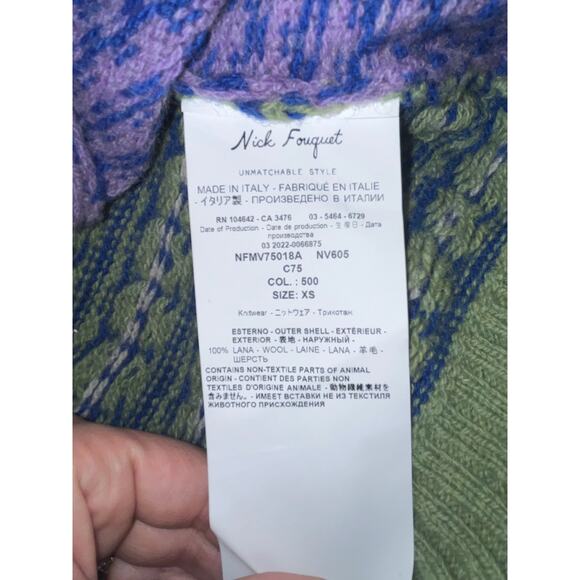 Nick Fouquet
UNMATCHABLE STYLE
MADE IN ITALY - FABRIQUÉ EN ITALIE
- イタリア製 - ПРОИЗВЕДЕНО В ИТАЛИИ
RN 104642 - CA 3476 03 - 5464 - 6729
Date of Production - Date de production - 生産日 - Дата
производства
03 2022-0066875
NFMV75018A NV605
C75
COL. : 500
SIZE: XS
Knitwear - ニットウェア - Трикотаж
ESTERNO - OUTER SHELL - EXTÉRIEUR -
EXTERIOR - 表地 - НАРУЖНЫЙ -
100% LANA - WOOL - LAINE - LANA - 羊毛 -
ШЕРСТЬ
CONTAINS NON-TEXTILE PARTS OF ANIMAL
ORIGIN - CONTIENT DES PARTIES NON
TEXTILES D'ORIGINE ANIMALE - 動物繊維素材を
含みません。 - ИМЕЕТ ВСТАВКИ НЕ ИЗ ТЕКСТИЛЯ
ЖИВОТНОГО ПРИСХОЖДЕНИЯ